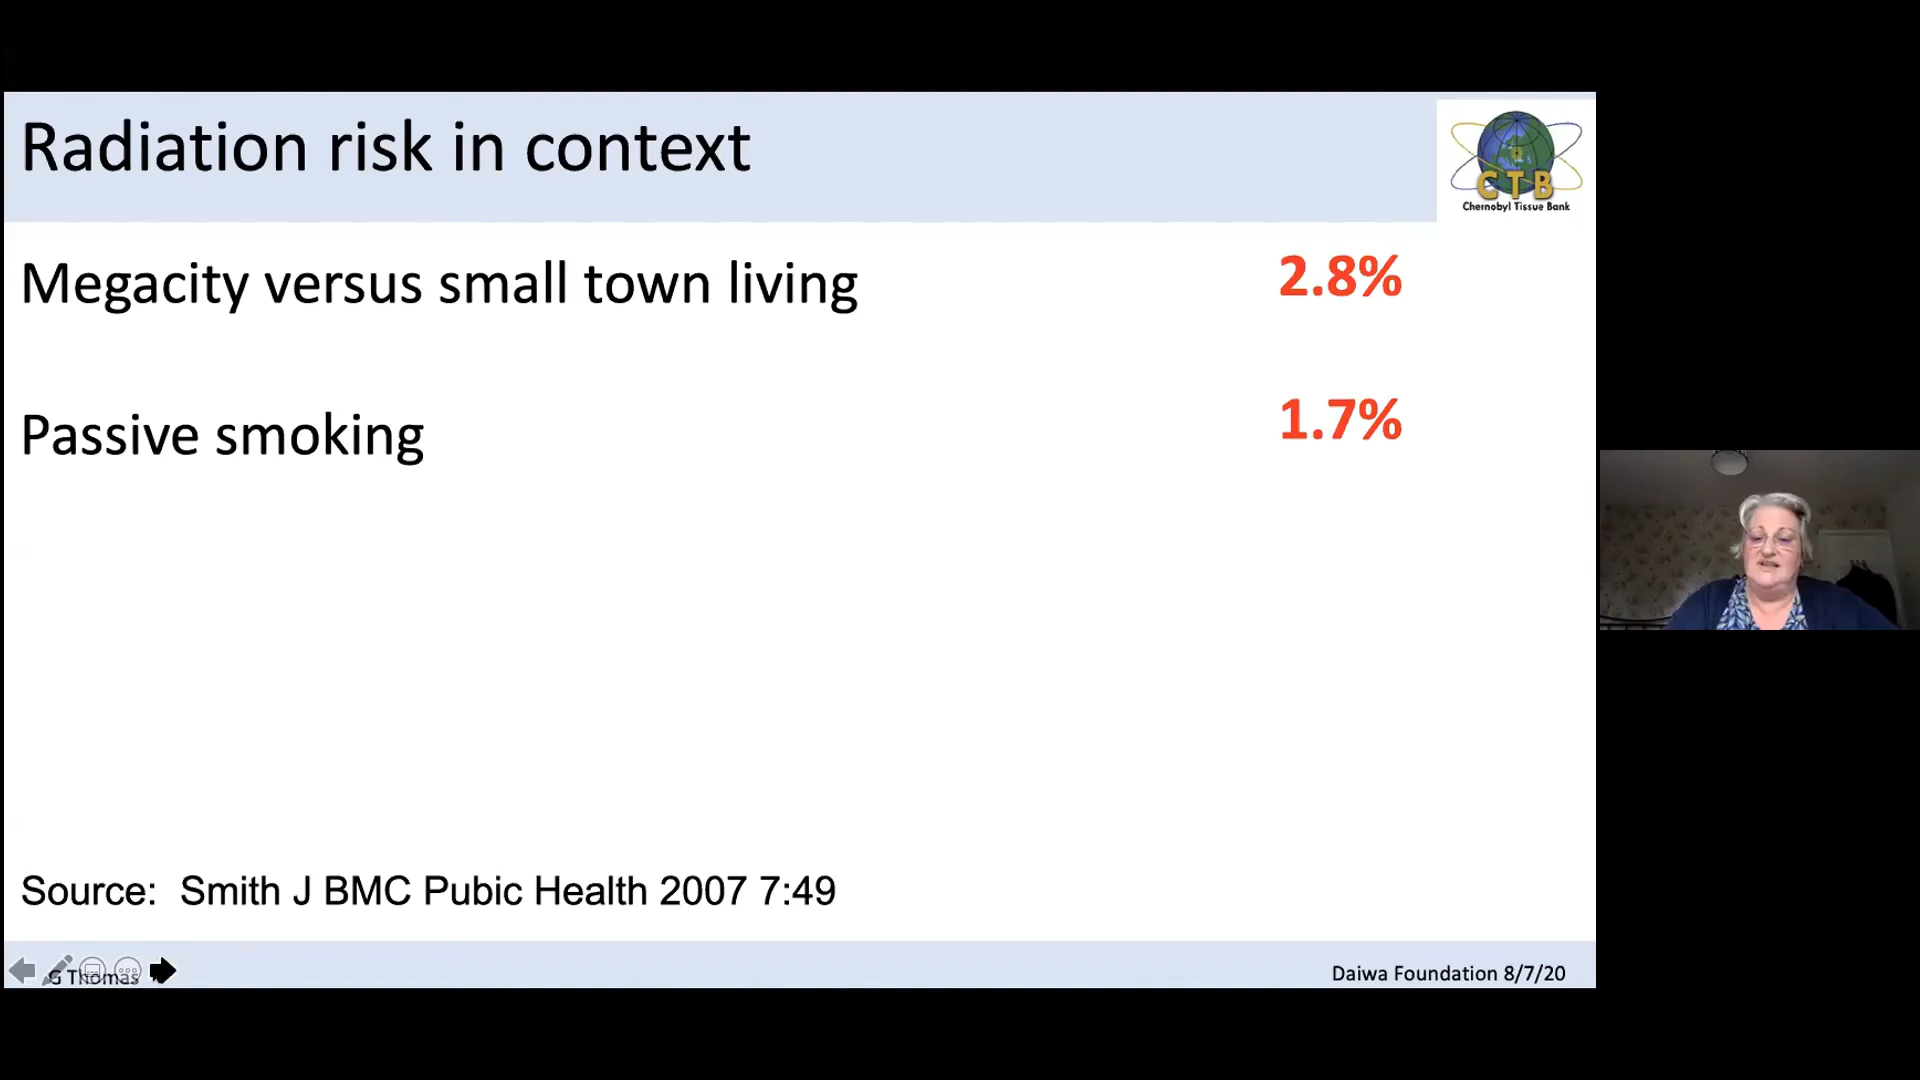 Radiation risk in context
CTB
Chernobyl Tissue Bank
Megacity versus small town living 2.8%
Passive smoking 1.7%
Source: Smith J BMC Pubic Health 2007 7:49
G Thomas
Daiwa Foundation 8/7/20